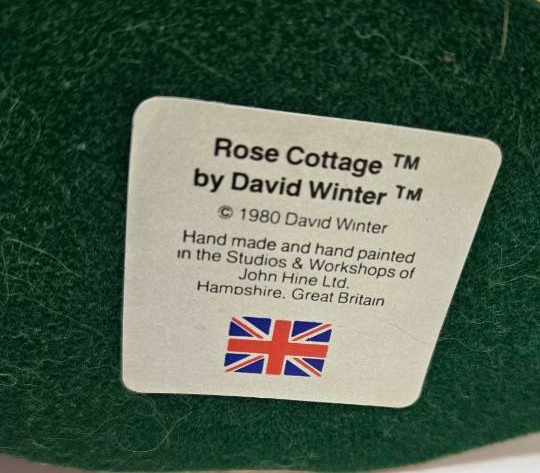 Rose Cottage ™
by David Winter ™
© 1980 David Winter
Hand made and hand painted
in the Studios & Workshops of
John Hine Ltd.
Hampshire, Great Britain